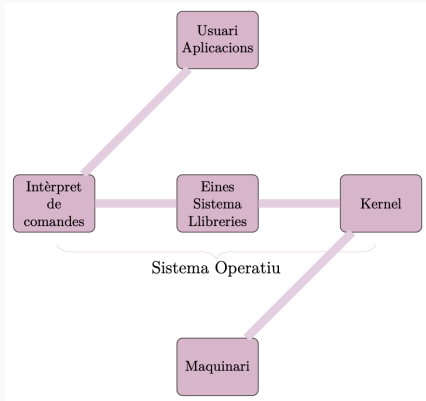 Usuari
Aplicacions
Intèrpret
de
comandes
Eines
Sistema
Llibreries
Kernel
Sistema Operatiu
Maquinari